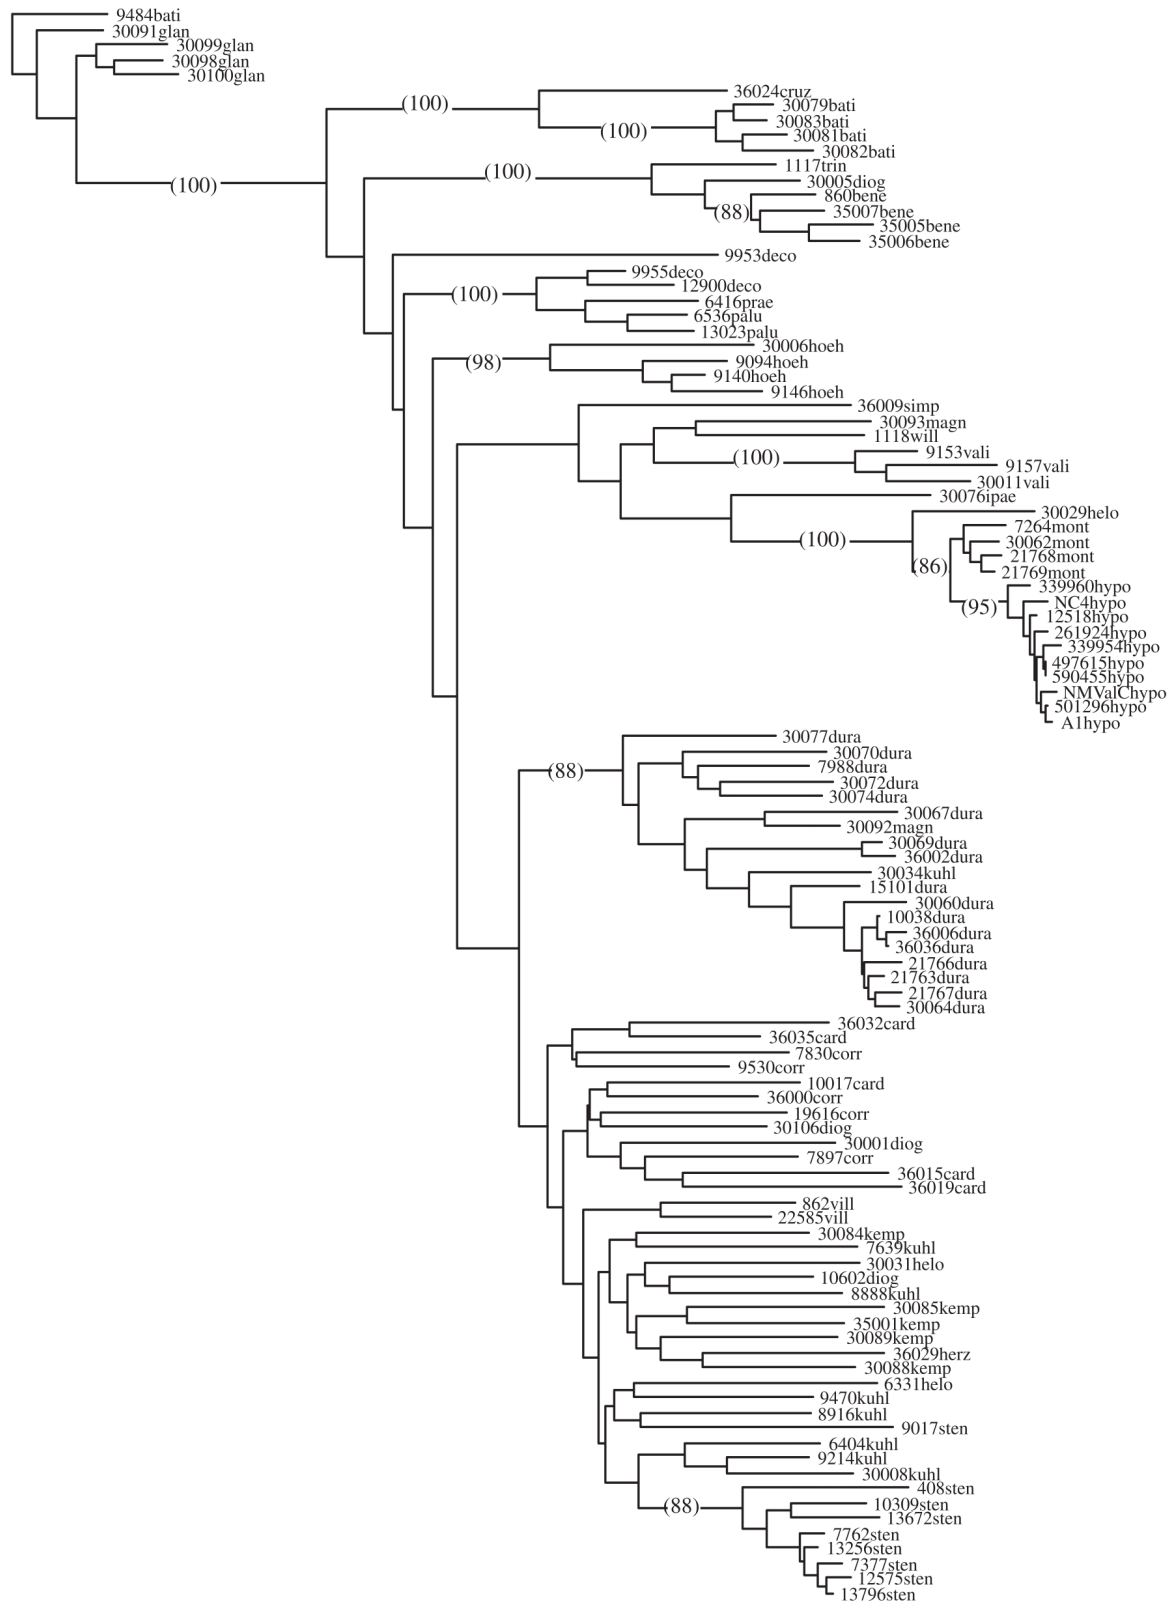 9484bati
30091glan
30099glan
30098glan
30100glan
36024cruz
(100)
30079bati
30083bati
(100)
30081bati
30082bati
1117trin
(100)
30005diog
(100)
860bene
(88)
35007bene
35005bene
35006bene
9953deco
9955deco
12900deco
(100)
6416prae
6536palu
13023palu
30006hoeh
(98)
9094hoeh
9140hoeh
9146hoeh
36009simp
30093magn
1118will
9153vali
(100)
9157vali
30011vali
30076ipae
30029helo
7264mont
(100)
30062mont
21768mont
(86)
21769mont
339960hypo
NC4hypo
(95)
12518hypo
261924hypo
339954hypo
497615hypo
590455hypo
NMValChypo
501296hypo
A1hypo
30077dura
30070dura
7988dura
(88)
30072dura
30074dura
30067dura
30092magn
30069dura
36002dura
30034kuhl
15101dura
30060dura
10038dura
36006dura
36036dura
21766dura
21763dura
21767dura
30064dura
36032card
36035card
7830corr
9530corr
10017card
36000corr
19616corr
30106diog
30001diog
7897corr
36015card
36019card
862vill
22585vill
30084kemp
7639kuhl
30031helo
10602diog
8888kuhl
30085kemp
35001kemp
30089kemp
36029herz
30088kemp
6331helo
9470kuhl
8916kuhl
9017sten
6404kuhl
9214kuhl
30008kuhl
408sten
10309sten
(88)
13672sten
7762sten
13256sten
7377sten
12575sten
13796sten